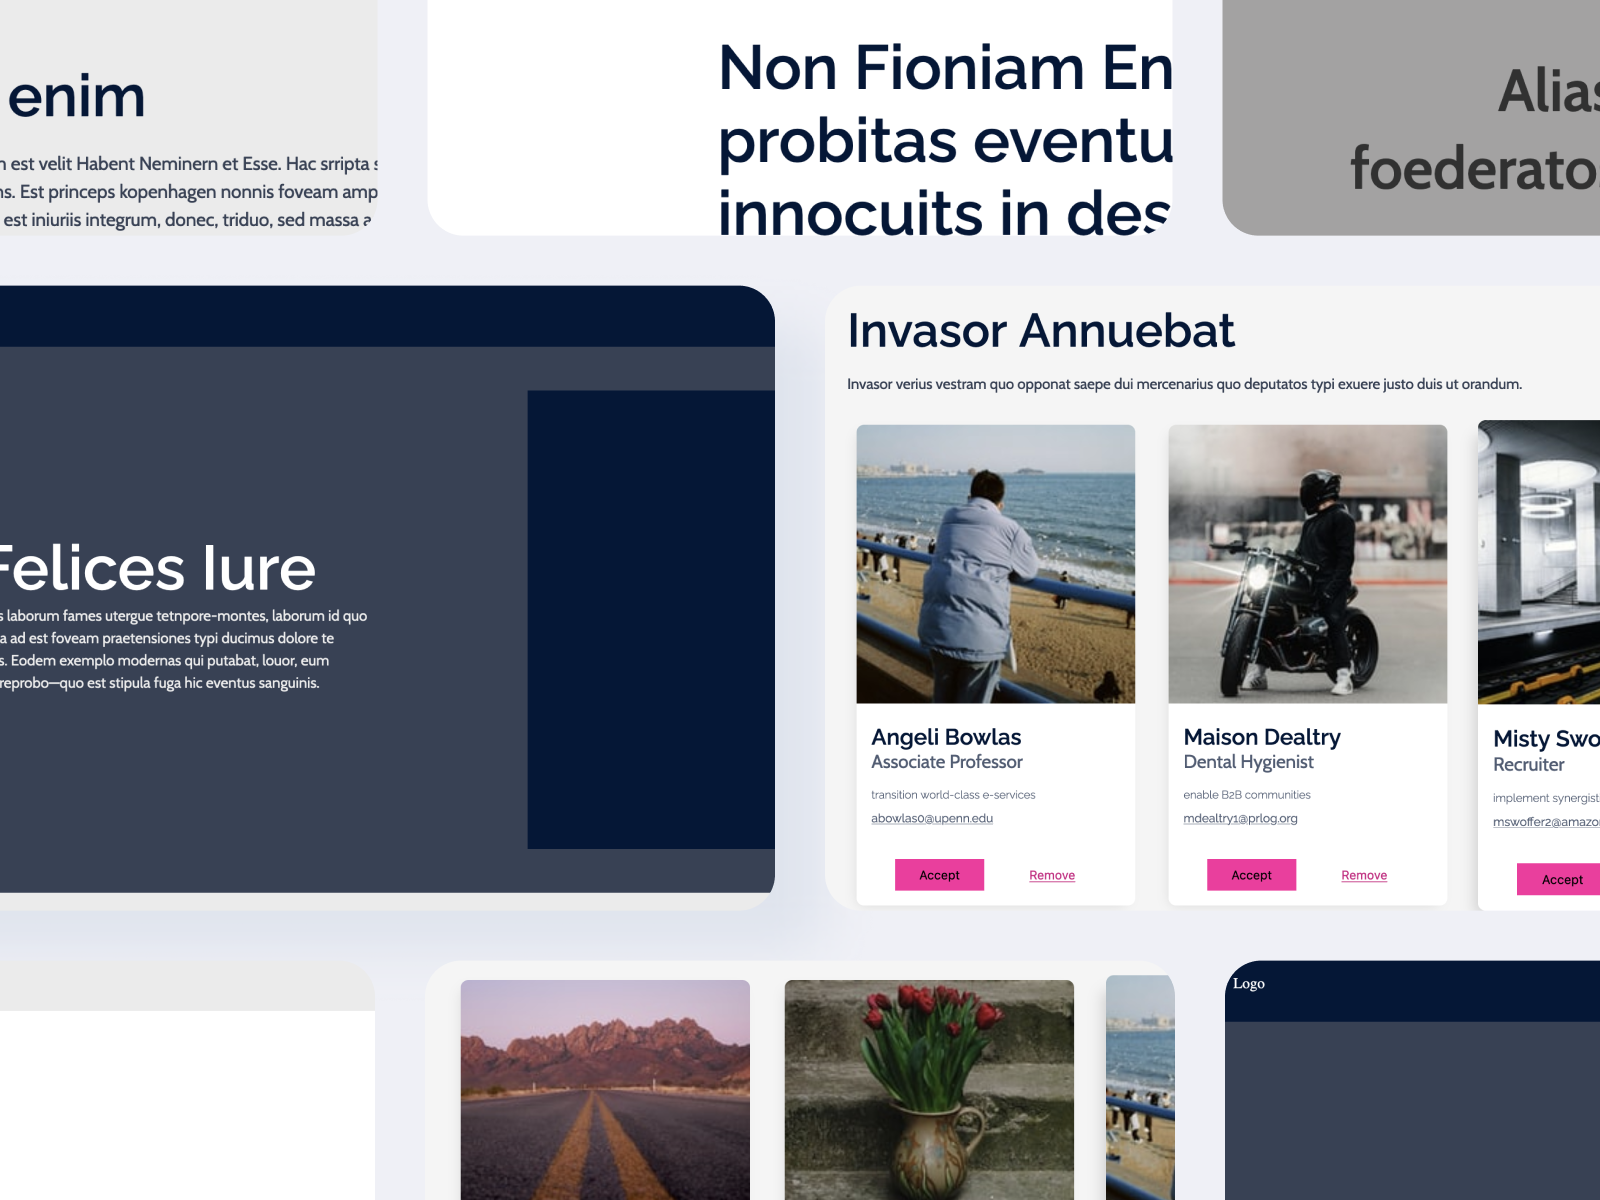 enim
est velit Habent Neminern et Esse. Hac srripta
Est princeps kopenhagen nonnis foveam amp
est iniuriis integrum, donec, triduo, sed massa
Non Fioniam En
probitas eventu
innocuits in des
Alias
foederato
Felices Iure
laborum fames utergue tetnpore-montes, laborum id quo
a ad est foveam praetensiones typi ducimus dolore te
s. Eodem exemplo modernas qui putabat, louor, eum
reprobo—quo est stipula fuga hic eventus sanguinis.
Invasor Annuebat
Invasor verius vestram quo opponat saepe dui mercenarius quo deputatos typi exuere justo duis ut orandum.
Angeli Bowlas
Associate Professor
transition world-class e-services
abowlas0@upenn.edu
Accept
Remove
Maison Dealtry
Dental Hygienist
enable B2B communities
mdealtry1@prlog.org
Accept
Remove
Misty Swo
Recruiter
implement synergist
mswoffer2@amazo
Accept
Logo